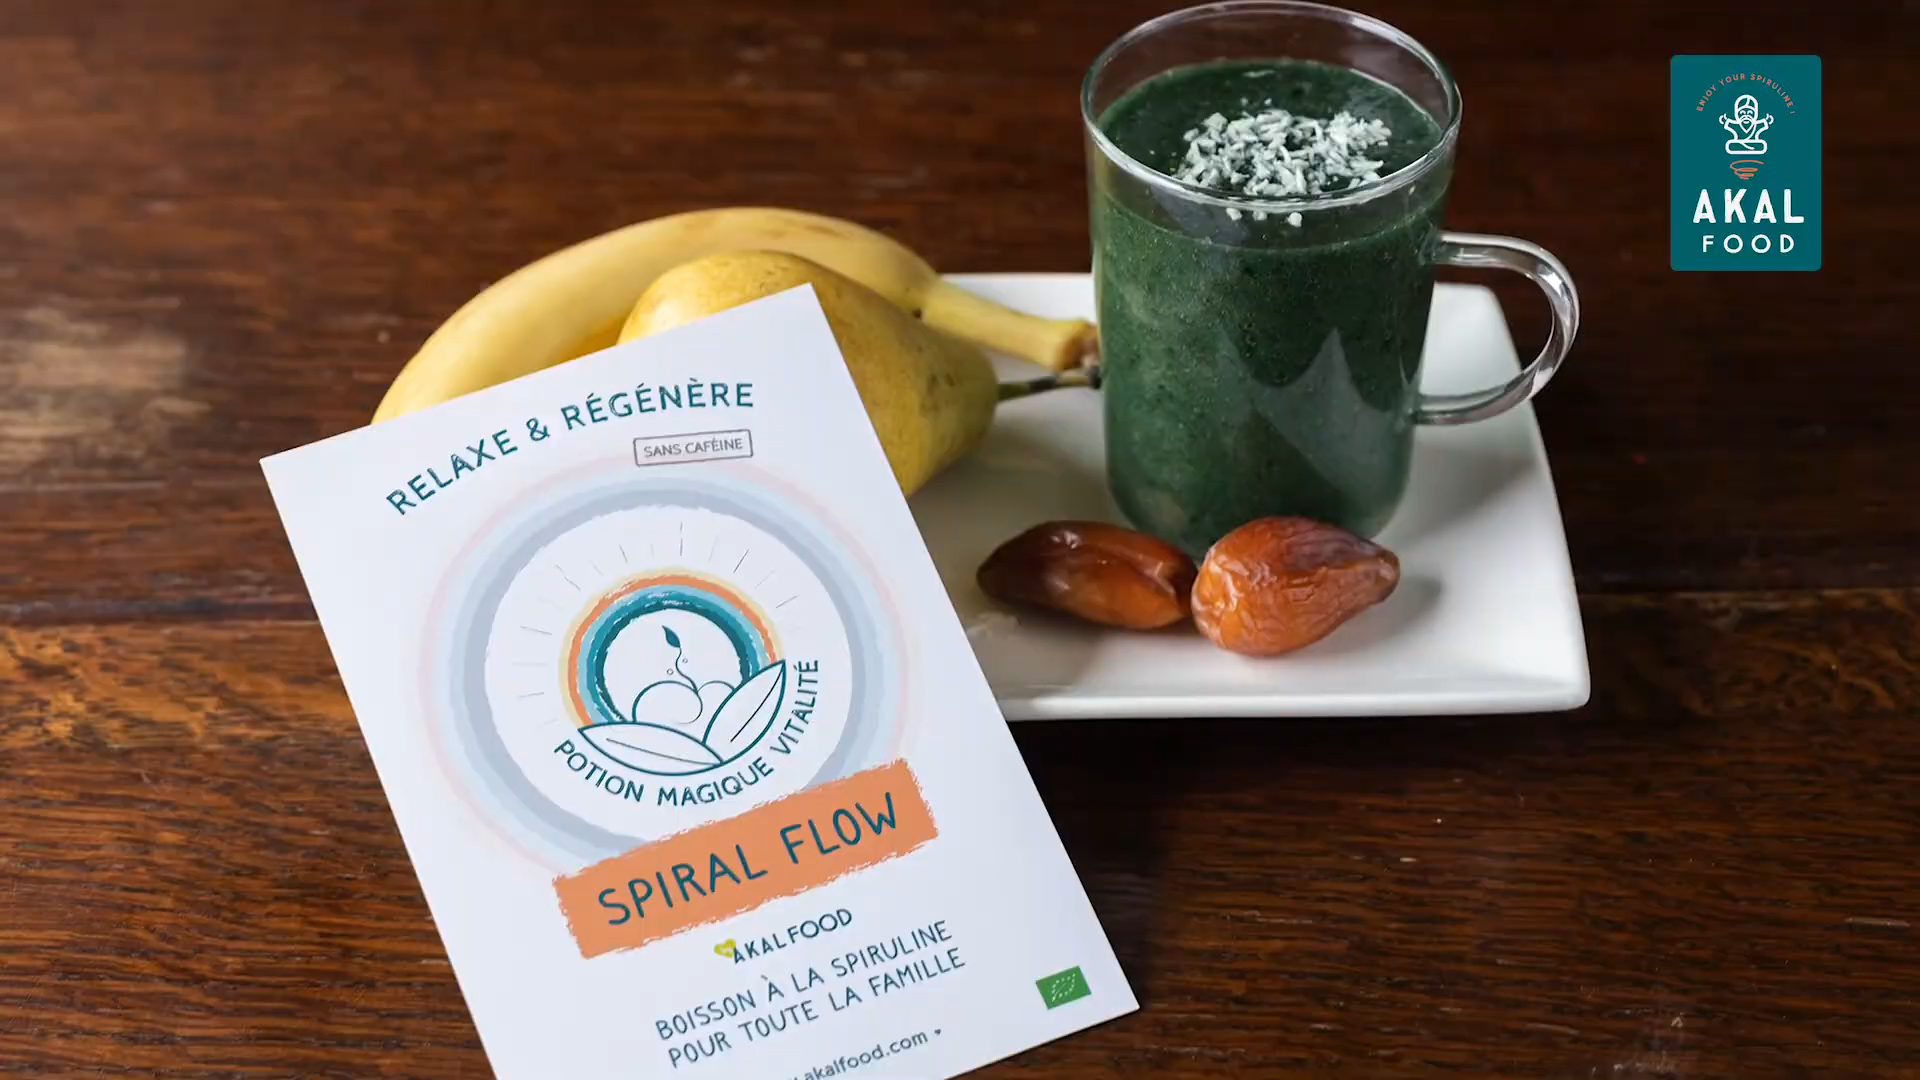 ENJOY YOUR SPIRULINE !
AKAL
FOOD
RELAXE & RÉGÉNÈRE
SANS CAFÉINE
POTION MAGIQUE VITALITÉ
SPIRAL FLOW
AKALFOOD
BOISSON À LA SPIRULINE
POUR TOUTE LA FAMILLE
akalfood.com